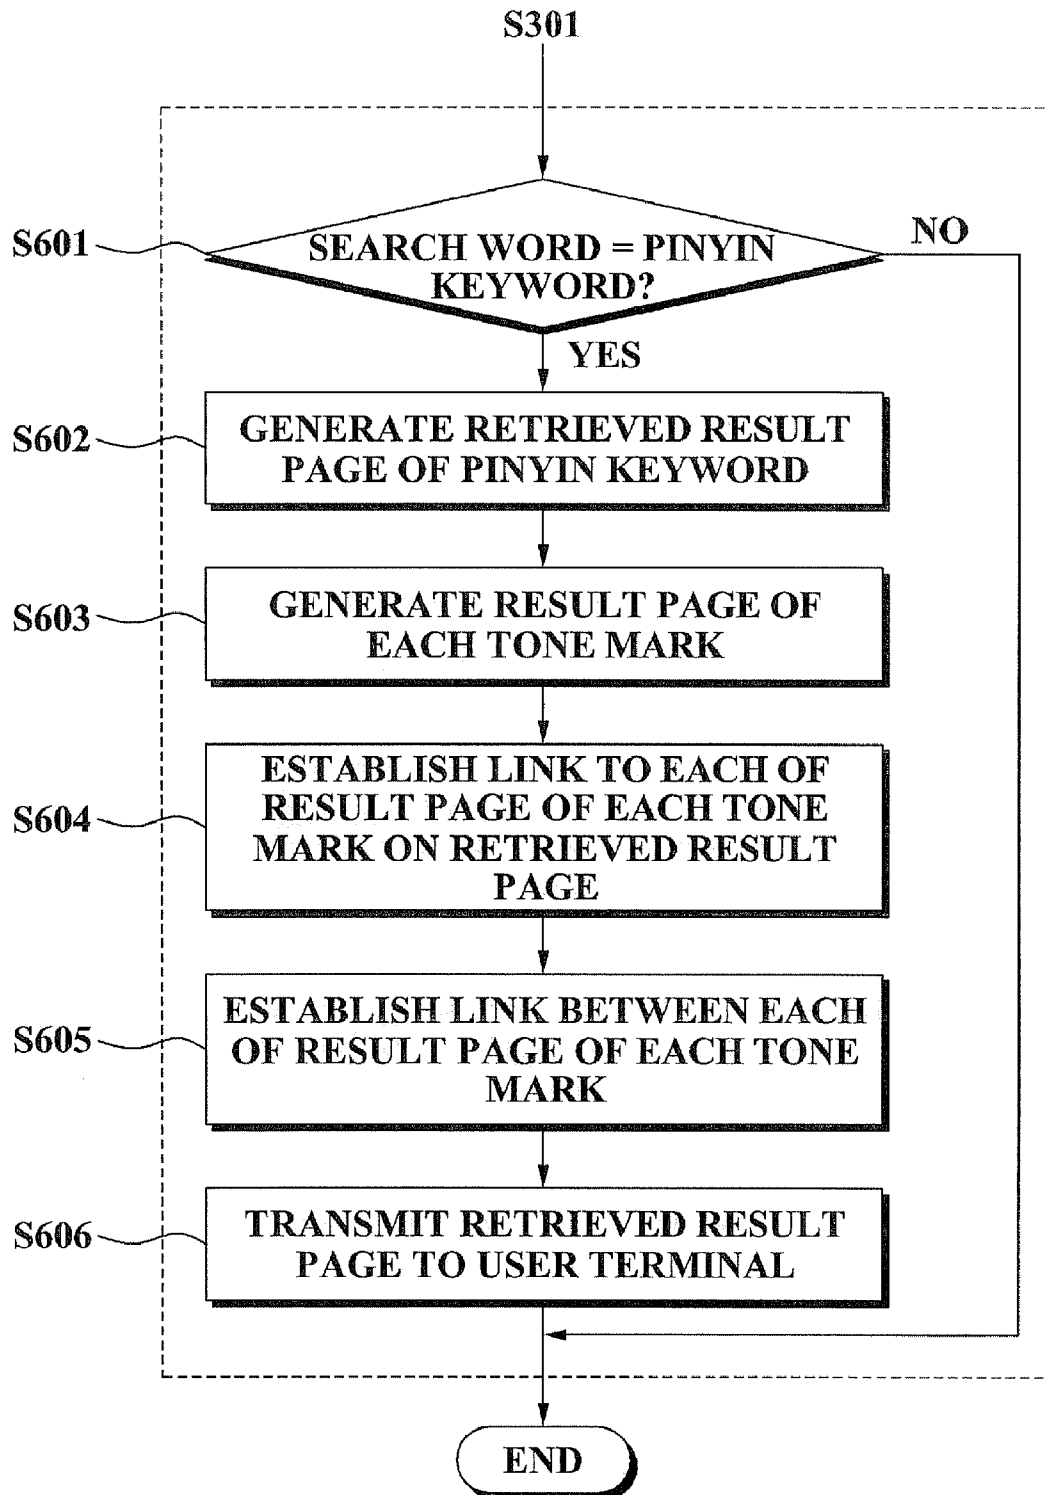 S301
S601
SEARCH WORD = PINYIN
KEYWORD?
NO
YES
S602
GENERATE RETRIEVED RESULT
PAGE OF PINYIN KEYWORD
S603
GENERATE RESULT PAGE OF
EACH TONE MARK
S604
ESTABLISH LINK TO EACH OF
RESULT PAGE OF EACH TONE
MARK ON RETRIEVED RESULT
PAGE
S605
ESTABLISH LINK BETWEEN EACH
OF RESULT PAGE OF EACH TONE
MARK
S606
TRANSMIT RETRIEVED RESULT
PAGE TO USER TERMINAL
END